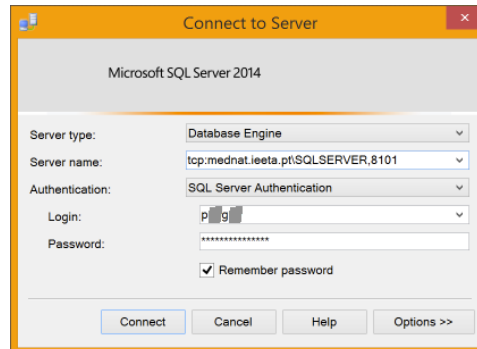 Connect to Server
Microsoft SQL Server 2014
Server type: Database Engine
Server name: tcp:mednat.ieeta.pt\SQLSERVER,8101
Authentication: SQL Server Authentication
Login:
Password: ***************
Remember password
Connect Cancel Help Options >>